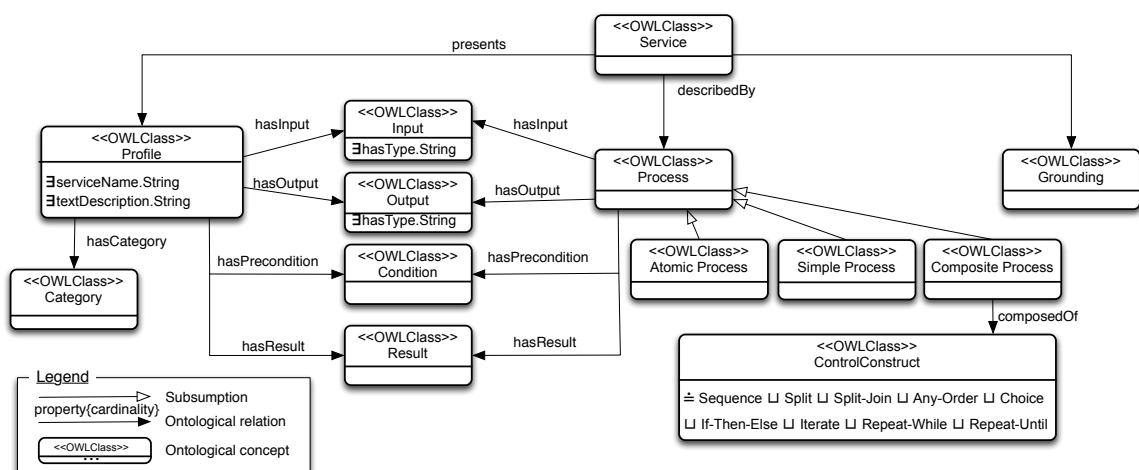 <<OWLClass>>
Service
presents
describedBy
<<OWLClass>>
Profile
∃serviceName.String
∃textDescription.String
hasInput
<<OWLClass>>
Input
∃hasType.String
hasInput
<<OWLClass>>
Process
<<OWLClass>>
Grounding
hasOutput
<<OWLClass>>
Output
∃hasType.String
hasOutput
hasCategory
<<OWLClass>>
Category
hasPrecondition
<<OWLClass>>
Condition
hasPrecondition
<<OWLClass>>
Atomic Process
<<OWLClass>>
Simple Process
<<OWLClass>>
Composite Process
composedOf
hasResult
<<OWLClass>>
Result
hasResult
<<OWLClass>>
ControlConstruct
≐ Sequence ⊔ Split ⊔ Split-Join ⊔ Any-Order ⊔ Choice
⊔ If-Then-Else ⊔ Iterate ⊔ Repeat-While ⊔ Repeat-Until
Legend
Subsumption
property{cardinality}
Ontological relation
<<OWLClass>>
...
Ontological concept